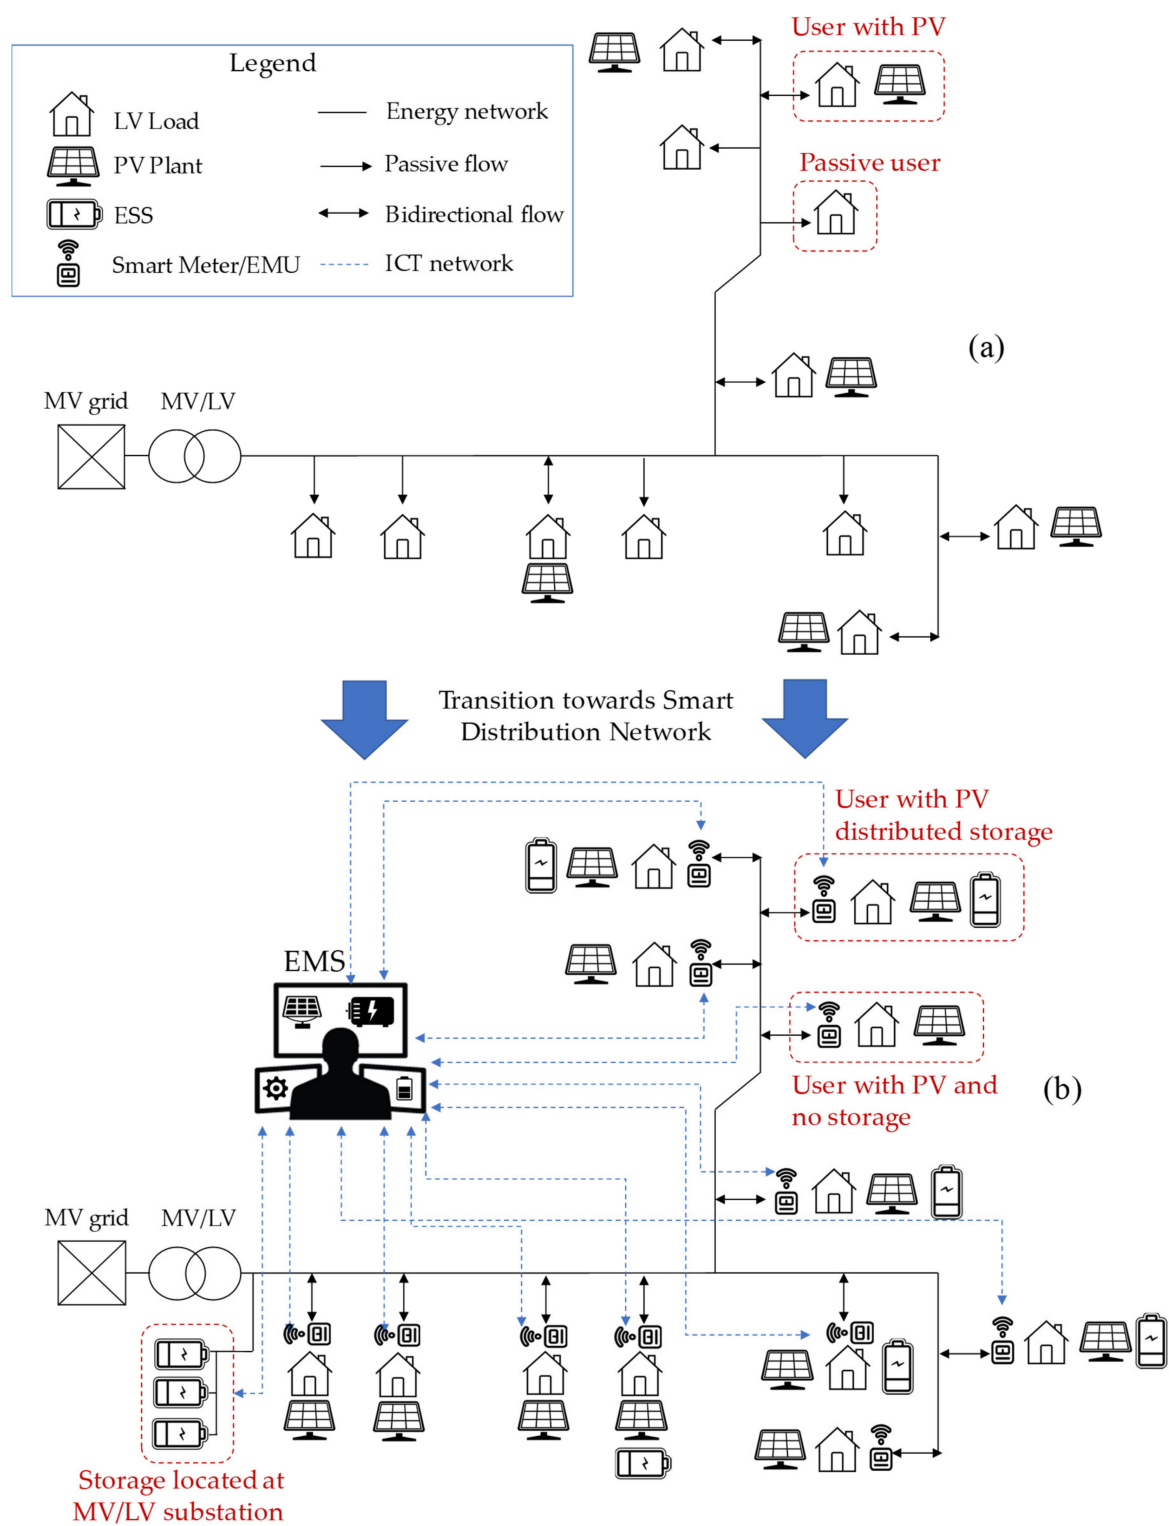 User with PV
Legend
LV Load
Energy network
PV Plant
Passive flow
Passive user
ESS
Bidirectional flow
Smart Meter/EMU
ICT network
(a)
MV grid
MV/LV
Transition towards Smart
Distribution Network
User with PV
distributed storage
EMS
User with PV and
no storage
(b)
MV grid
MV/LV
Storage located at
MV/LV substation